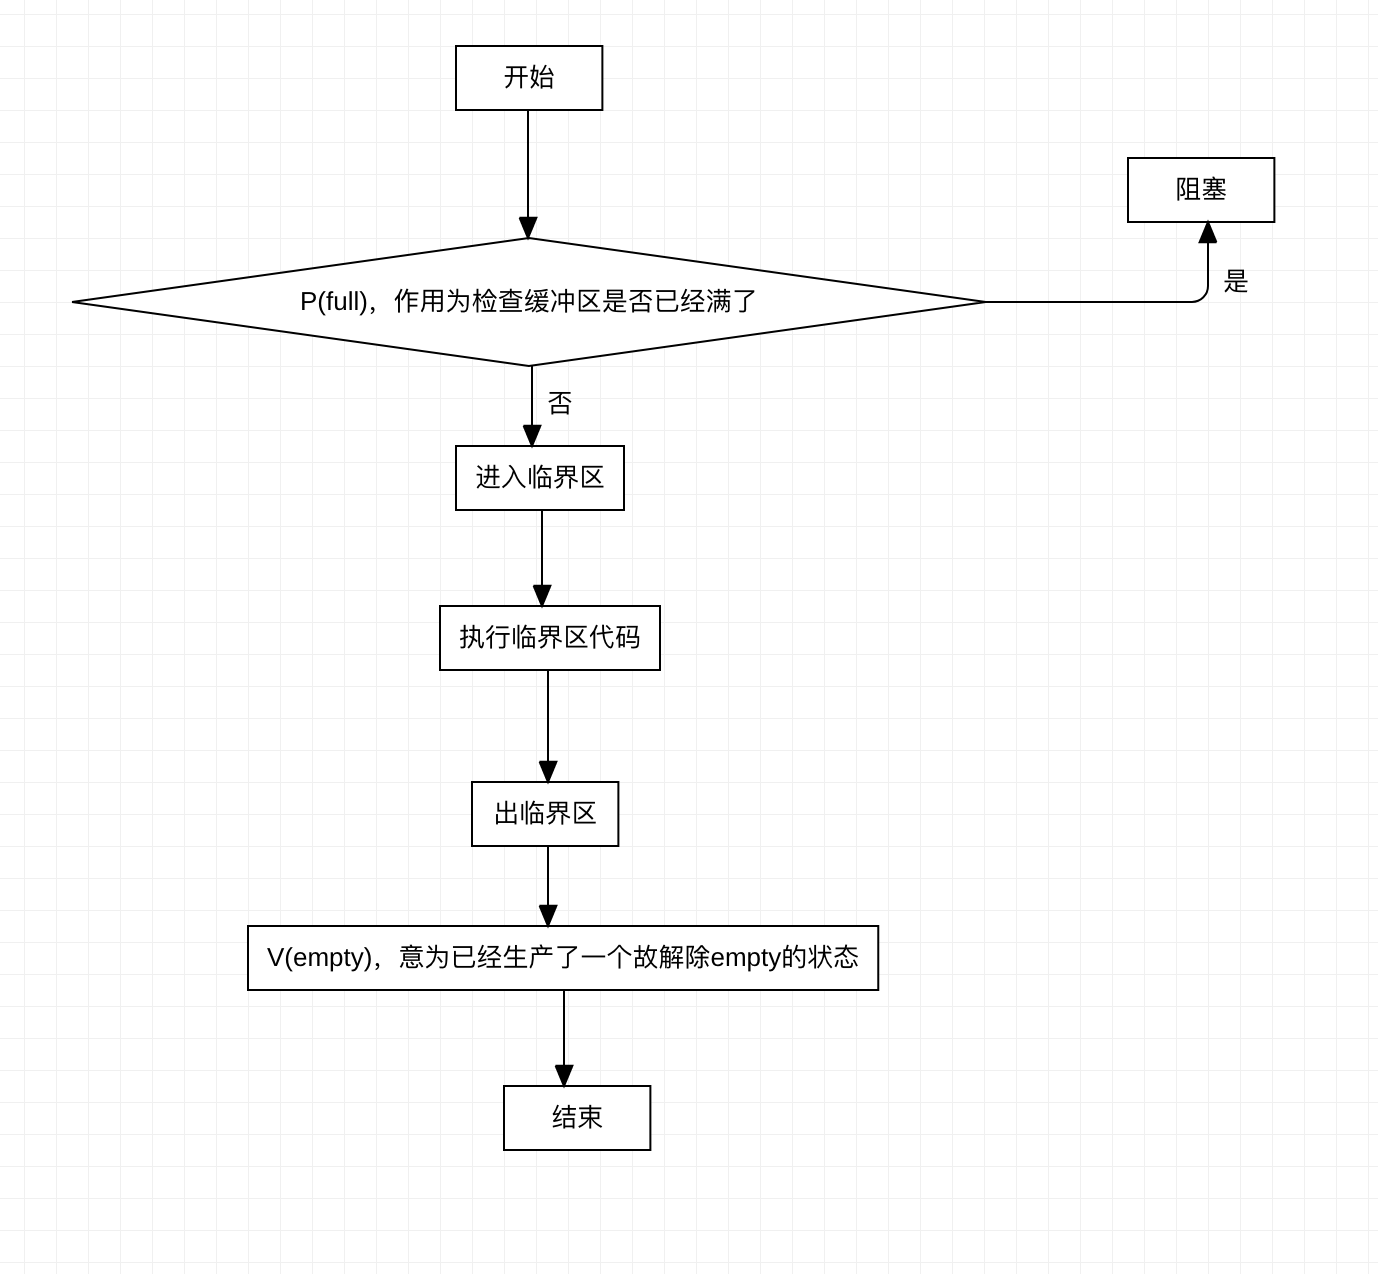 开始
阻塞
P(full)，作用为检查缓冲区是否已经满了
是
否
进入临界区
执行临界区代码
出临界区
V(empty)，意为已经生产了一个故解除empty的状态
结束